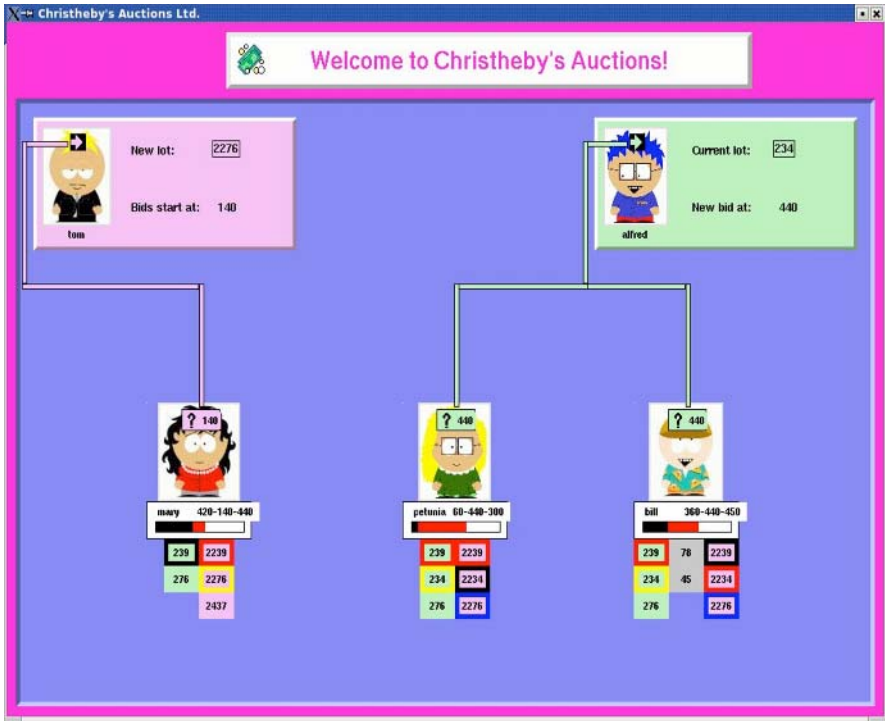 Christheby's Auctions Ltd.
Welcome to Christheby's Auctions!
New lot: 2276
Bids start at: 140
tom
Current lot: 234
New bid at: 440
alfred
? 140
? 440
? 440
mary 420-140-440
petunia 60-440-300
bill 360-440-450
239 2239
276 2276
2437
239 2239
234 2234
276 2276
239 78 2239
234 45 2234
276 2276